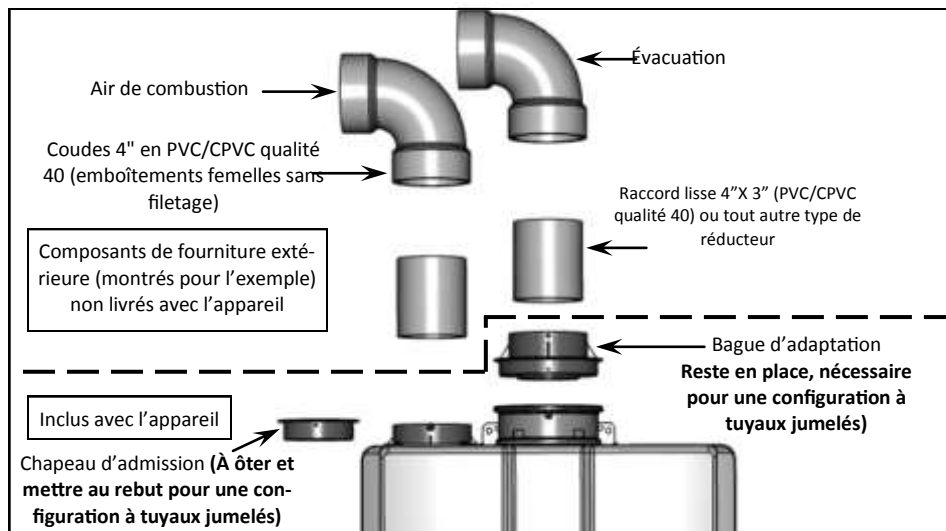 Évacuation
Air de combustion
Coudes 4" en PVC/CPVC qualité
40 (emboîtements femelles sans
filetage)
Raccord lisse 4”X 3” (PVC/CPVC
qualité 40) ou tout autre type de
réducteur
Composants de fourniture exté-
rieure (montrés pour l’exemple)
non livrés avec l’appareil
Bague d’adaptation
Reste en place, nécessaire
pour une configuration à
tuyaux jumelés)
Inclus avec l’appareil
Chapeau d’admission (À ôter et
mettre au rebut pour une con-
figuration à tuyaux jumelés)